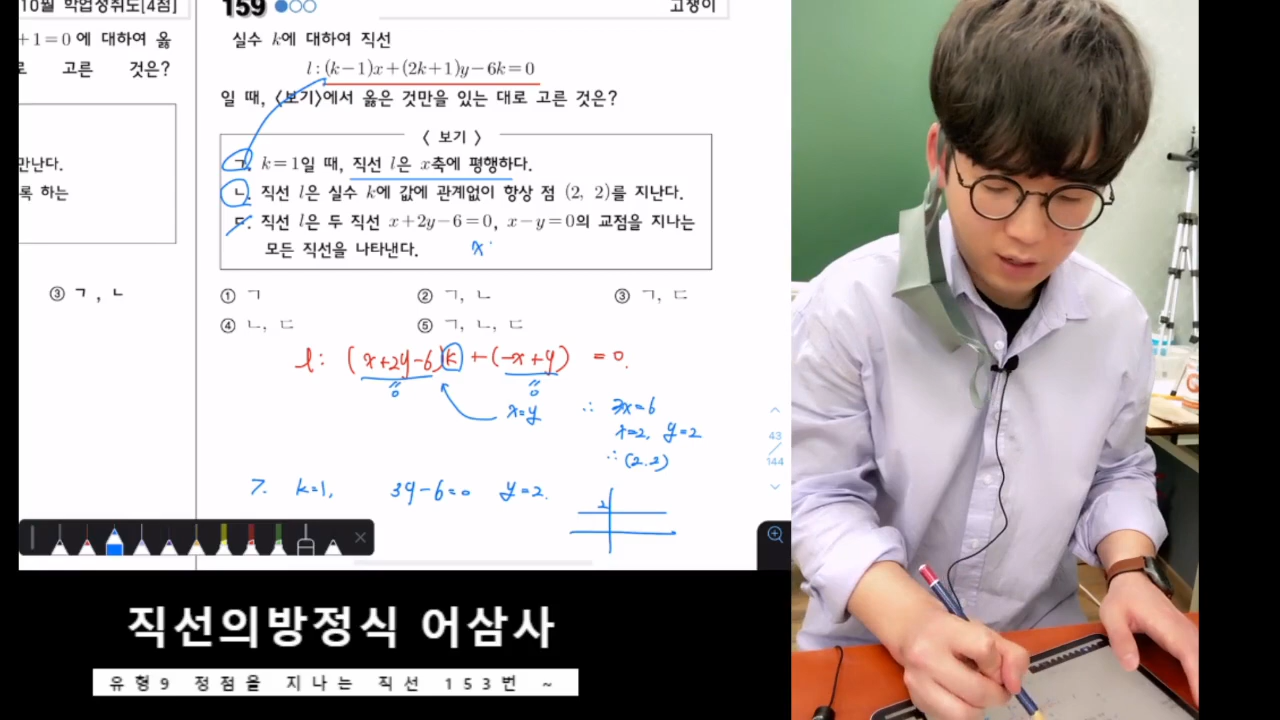 10월 학업성취도[4점]
+1=0 에 대하여 옳
로 고른 것은?
만난다.
록 하는
③ ㄱ, ㄴ
159
고쟁이
실수 k에 대하여 직선
l : (k-1)x+(2k+1)y-6k=0
일 때, 〈보기〉에서 옳은 것만을 있는 대로 고른 것은?
〈 보기 〉
ㄱ. k=1일 때, 직선 l은 x축에 평행하다.
ㄴ. 직선 l은 실수 k에 값에 관계없이 항상 점 (2, 2)를 지난다.
ㄷ. 직선 l은 두 직선 x+2y-6=0, x-y=0의 교점을 지나는
모든 직선을 나타낸다.
x
① ㄱ ② ㄱ, ㄴ ③ ㄱ, ㄷ
④ ㄴ, ㄷ ⑤ ㄱ, ㄴ, ㄷ
l: (x+2y-6)k+(-x+y) = 0.
0 0
x=y ∴ 3x=6
x=2, y=2
∴ (2.2)
ㄱ. k=1, 3y-6=0 y=2.
2
43
144
직선의방정식 어삼사
유형9 정점을 지나는 직선 153번 ~